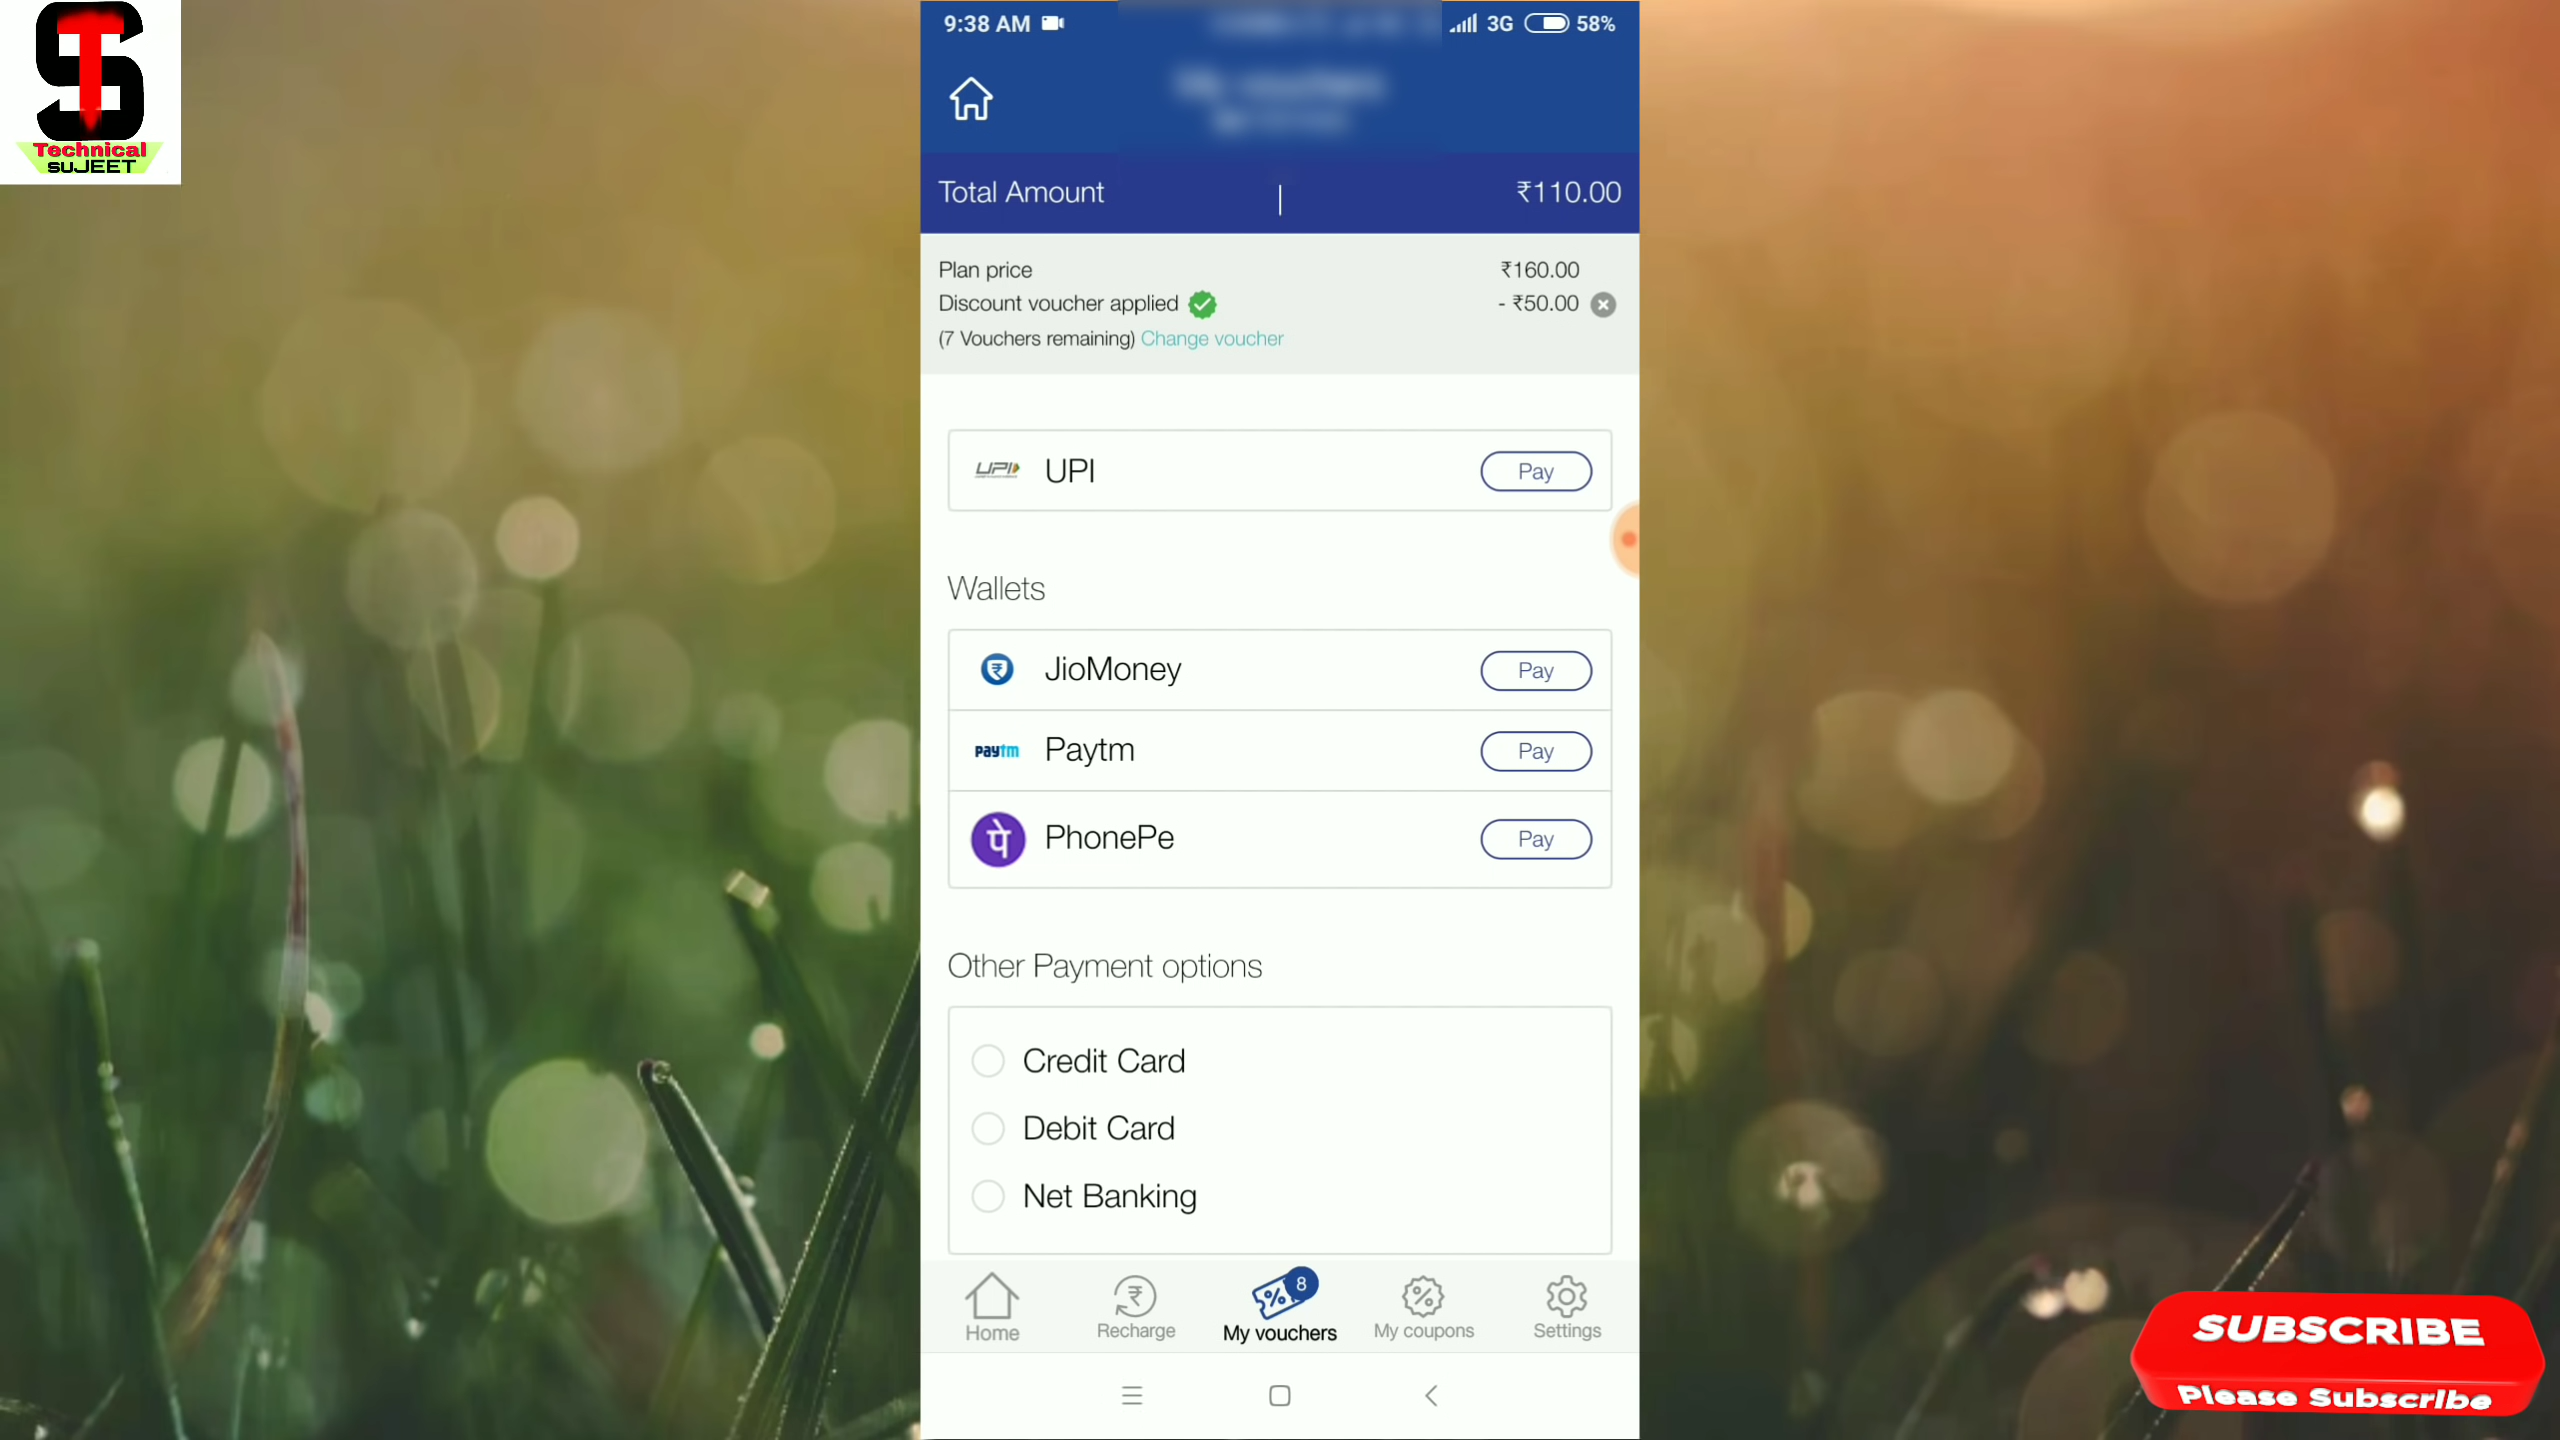 Technical
SUJEET
9:38 AM
3G
58%
Total Amount
₹110.00
Plan price
₹160.00
Discount voucher applied
- ₹50.00
(7 Vouchers remaining) Change voucher
UPI UPI
Pay
Wallets
JioMoney
Pay
paytm Paytm
Pay
पे PhonePe
Pay
Other Payment options
Credit Card
Debit Card
Net Banking
Home
Recharge
8
My vouchers
My coupons
Settings
SUBSCRIBE
Please Subscribe